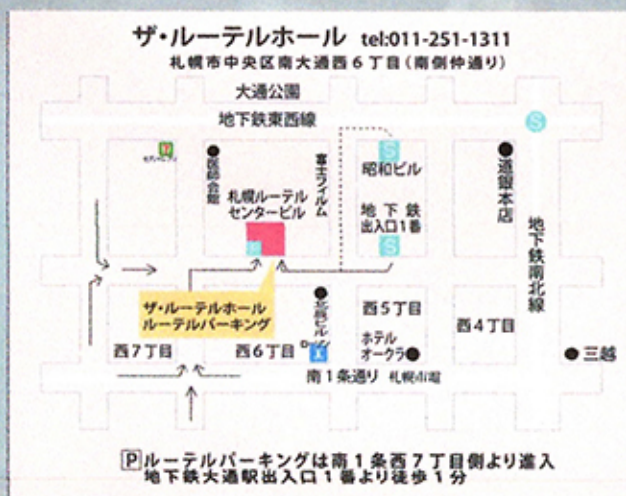 ザ・ルーテルホール tel:011-251-1311
札幌市中央区南大通西6丁目(南側仲通り)
大通公園
地下鉄東西線
S
S
昭和ビル
医師会館
富士フィルム
道銀本店
札幌ルーテル
センタービル
地下鉄
出入口1番
S
地下鉄南北線
ザ・ルーテルホール
ルーテルパーキング
北辰ビル
西5丁目
西4丁目
西7丁目
西6丁目
ホテル
オークラ
三越
南1条通り 札幌市電
Pルーテルパーキングは南1条西7丁目側より進入
地下鉄大通駅出入口1番より徒歩1分